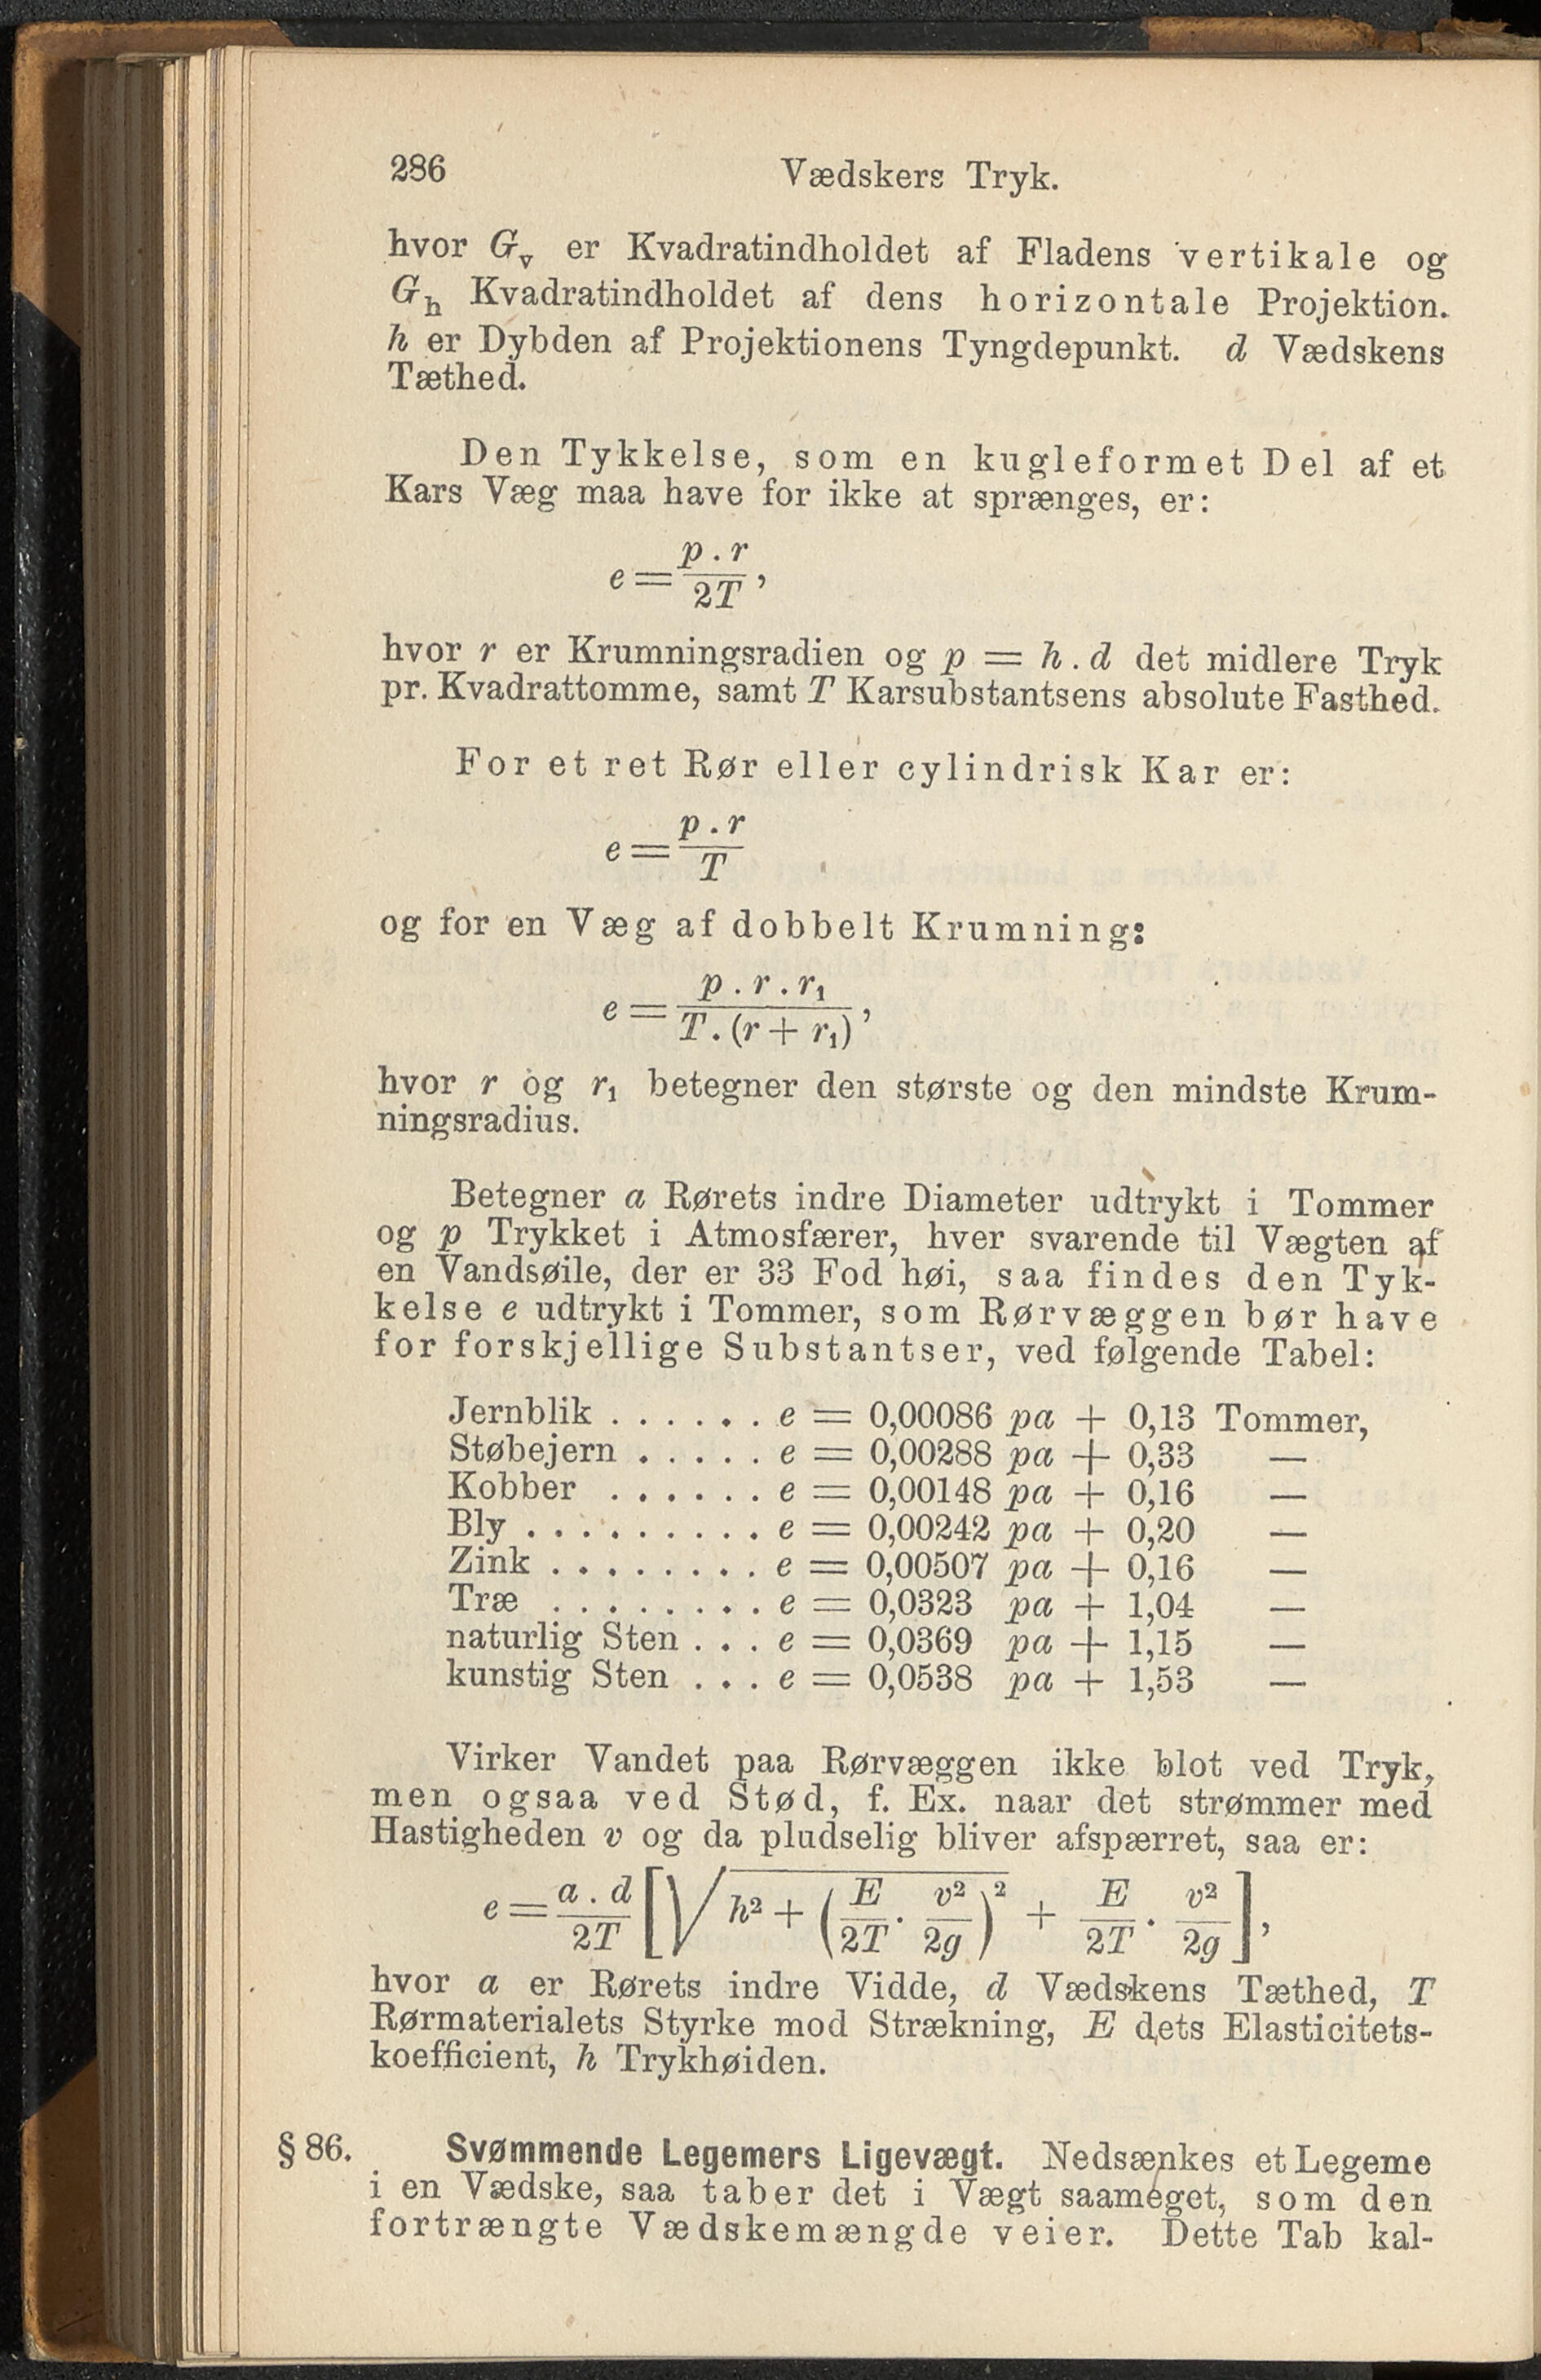 286 Vædskers Tryk.
hvor G_v er Kvadratindholdet af Fladens vertikale og
G_h Kvadratindholdet af dens horizontale Projektion.
h er Dybden af Projektionens Tyngdepunkt. d Vædskens
Tæthed.
Den Tykkelse, som en kugleformet Del af et
Kars Væg maa have for ikke at sprænges, er:
e = p . r / 2T,
hvor r er Krumningsradien og p = h . d det midlere Tryk
pr. Kvadrattomme, samt T Karsubstantsens absolute Fasthed.
For et ret Rør eller cylindrisk Kar er:
e = p . r / T
og for en Væg af dobbelt Krumning:
e = p . r . r₁ / T . (r + r₁),
hvor r og r₁ betegner den største og den mindste Krum-
ningsradius.
Betegner a Rørets indre Diameter udtrykt i Tommer
og p Trykket i Atmosfærer, hver svarende til Vægten af
en Vandsøile, der er 33 Fod høi, saa findes den Tyk-
kelse e udtrykt i Tommer, som Rørvæggen bør have
for forskjellige Substantser, ved følgende Tabel:
Jernblik . . . . . . e = 0,00086 pa + 0,13 Tommer,
Støbejern . . . . . e = 0,00288 pa + 0,33 —
Kobber . . . . . . e = 0,00148 pa + 0,16 —
Bly . . . . . . . . . e = 0,00242 pa + 0,20 —
Zink . . . . . . . . e = 0,00507 pa + 0,16 —
Træ . . . . . . . . e = 0,0323 pa + 1,04 —
naturlig Sten . . . e = 0,0369 pa + 1,15 —
kunstig Sten . . . e = 0,0538 pa + 1,53 —
Virker Vandet paa Rørvæggen ikke blot ved Tryk,
men ogsaa ved Stød, f. Ex. naar det strømmer med
Hastigheden v og da pludselig bliver afspærret, saa er:
e = a . d / 2T [√(h² + (E / 2T . v² / 2g)²) + E / 2T . v² / 2g],
hvor a er Rørets indre Vidde, d Vædskens Tæthed, T
Rørmaterialets Styrke mod Strækning, E dets Elasticitets-
koefficient, h Trykhøiden.
§ 86. Svømmende Legemers Ligevægt. Nedsænkes et Legeme
i en Vædske, saa taber det i Vægt saameget, som den
fortrængte Vædskemængde veier. Dette Tab kal-